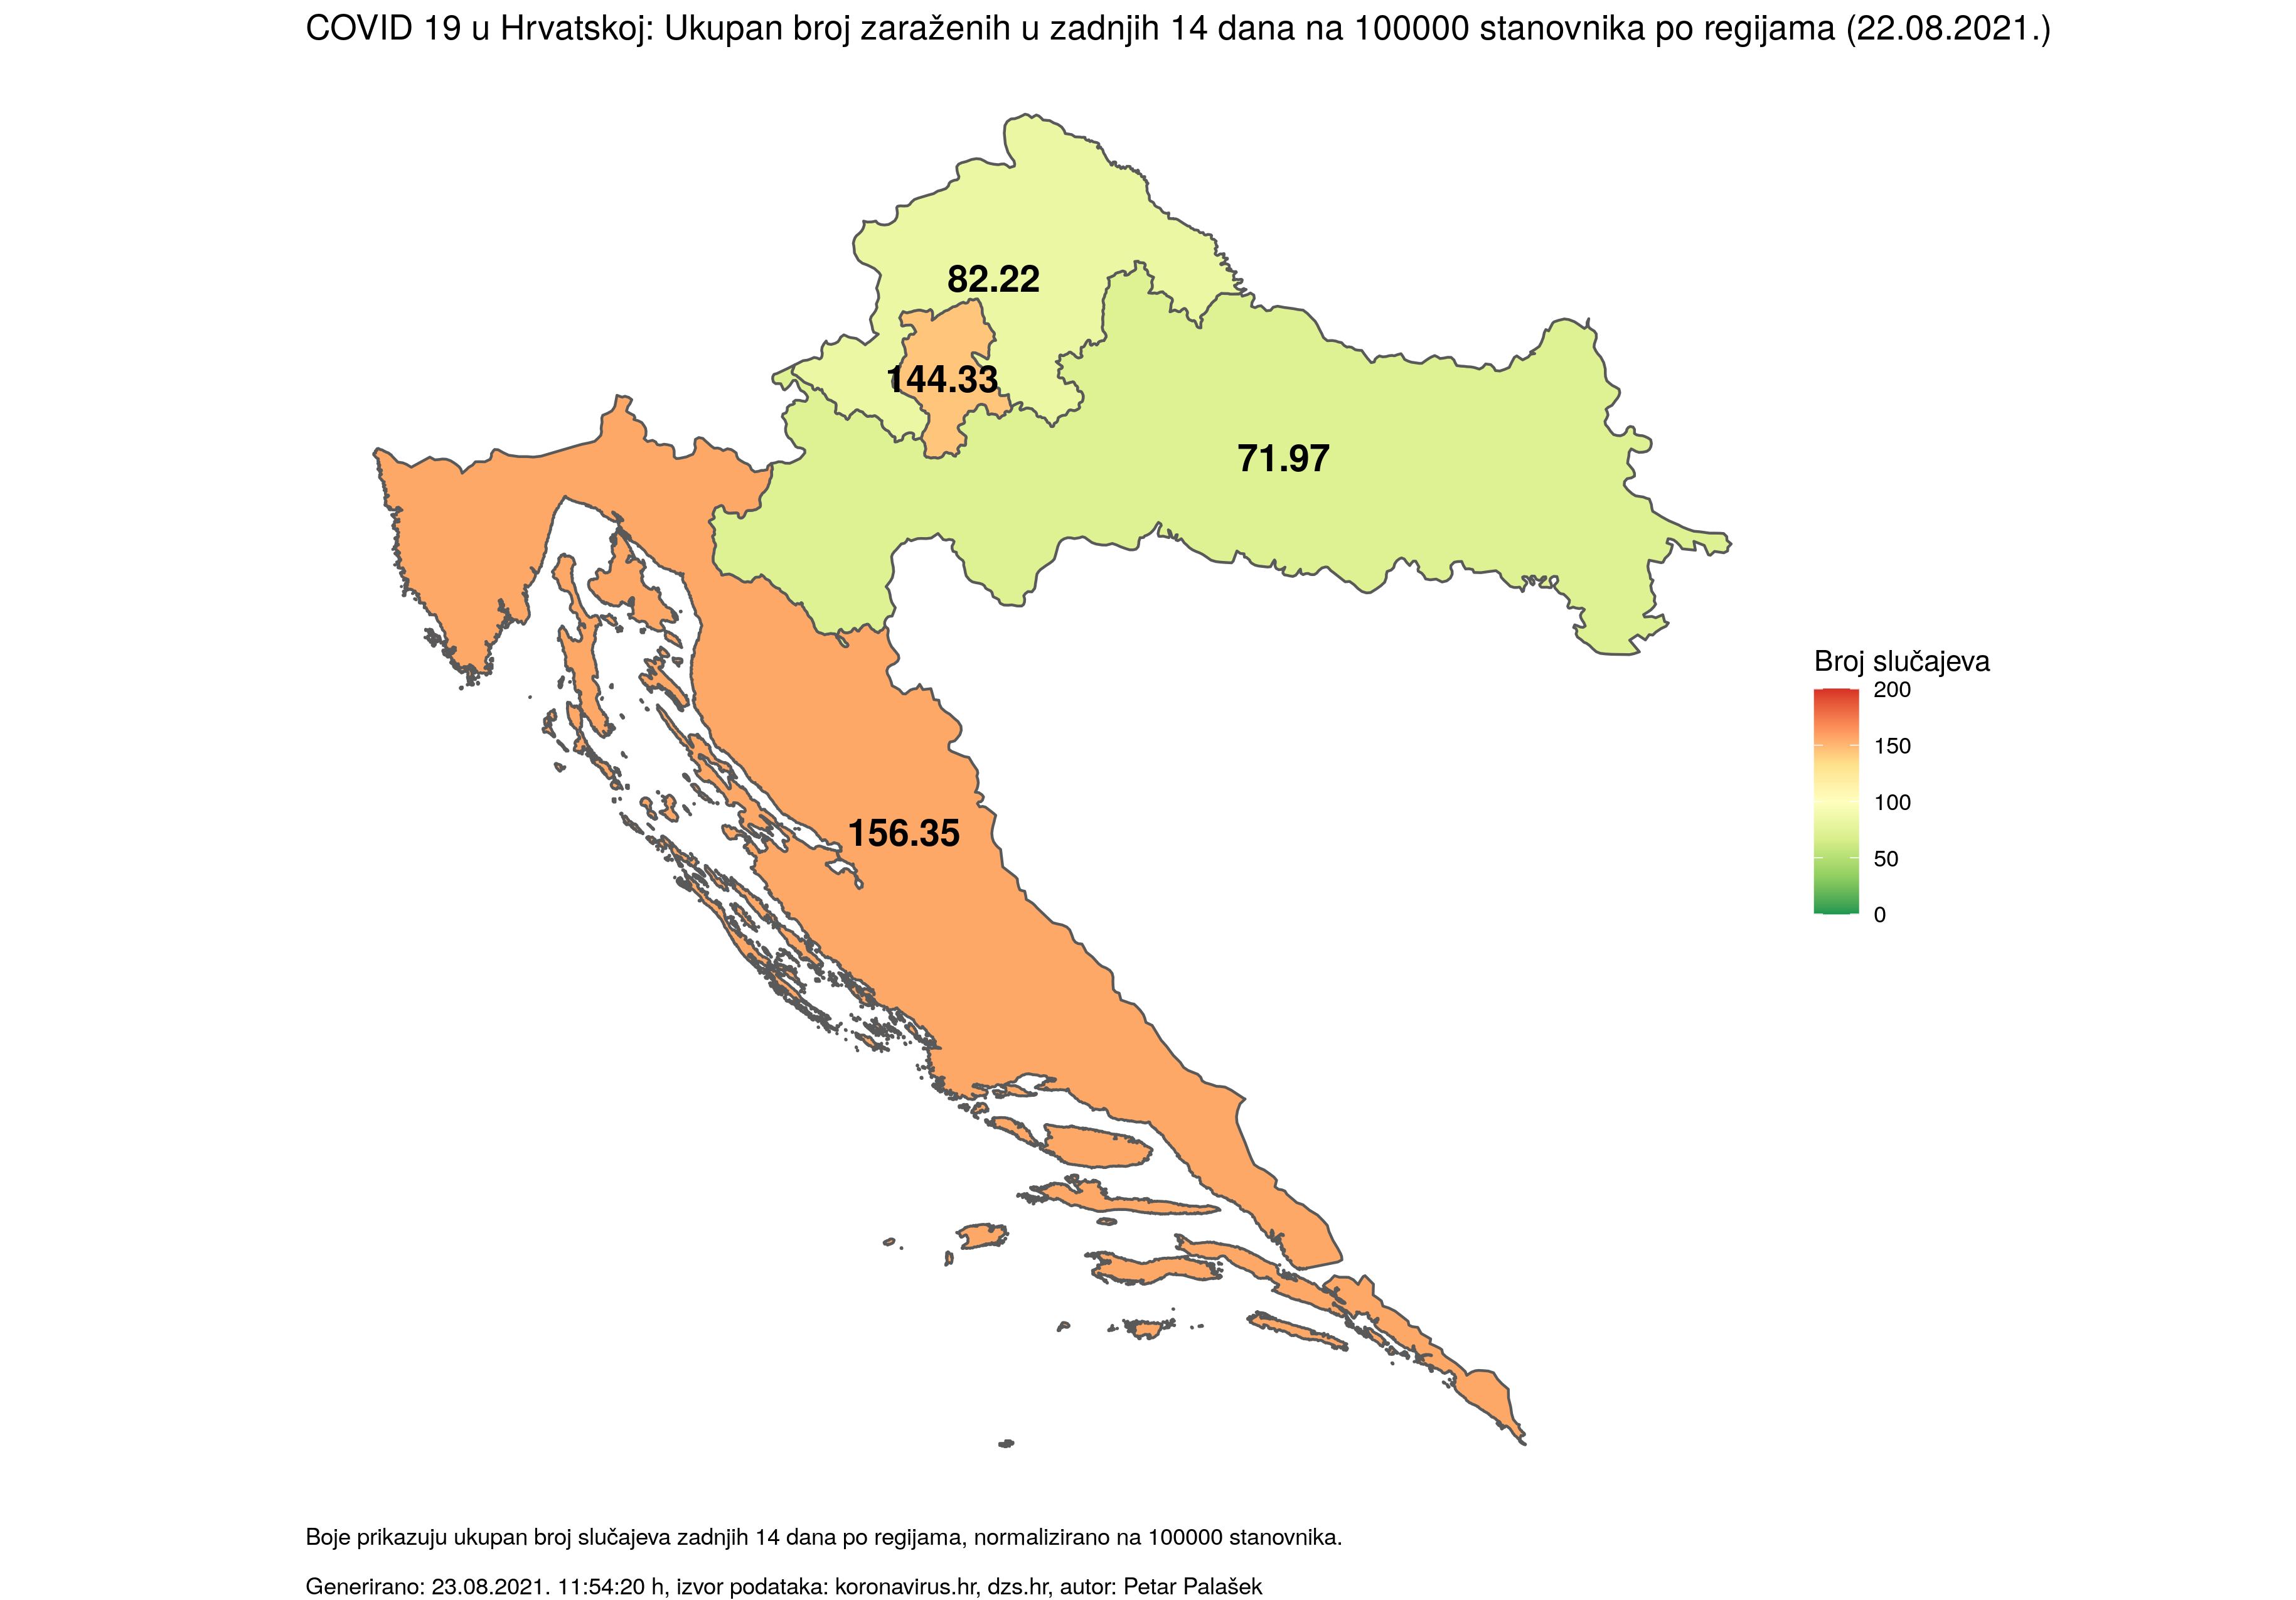 COVID 19 u Hrvatskoj: Ukupan broj zaraženih u zadnjih 14 dana na 100000 stanovnika po regijama (22.08.2021.)
82.22
144.33
71.97
156.35
Broj slučajeva
200
150
100
50
0
Boje prikazuju ukupan broj slučajeva zadnjih 14 dana po regijama, normalizirano na 100000 stanovnika.
Generirano: 23.08.2021. 11:54:20 h, izvor podataka: koronavirus.hr, dzs.hr, autor: Petar Palašek